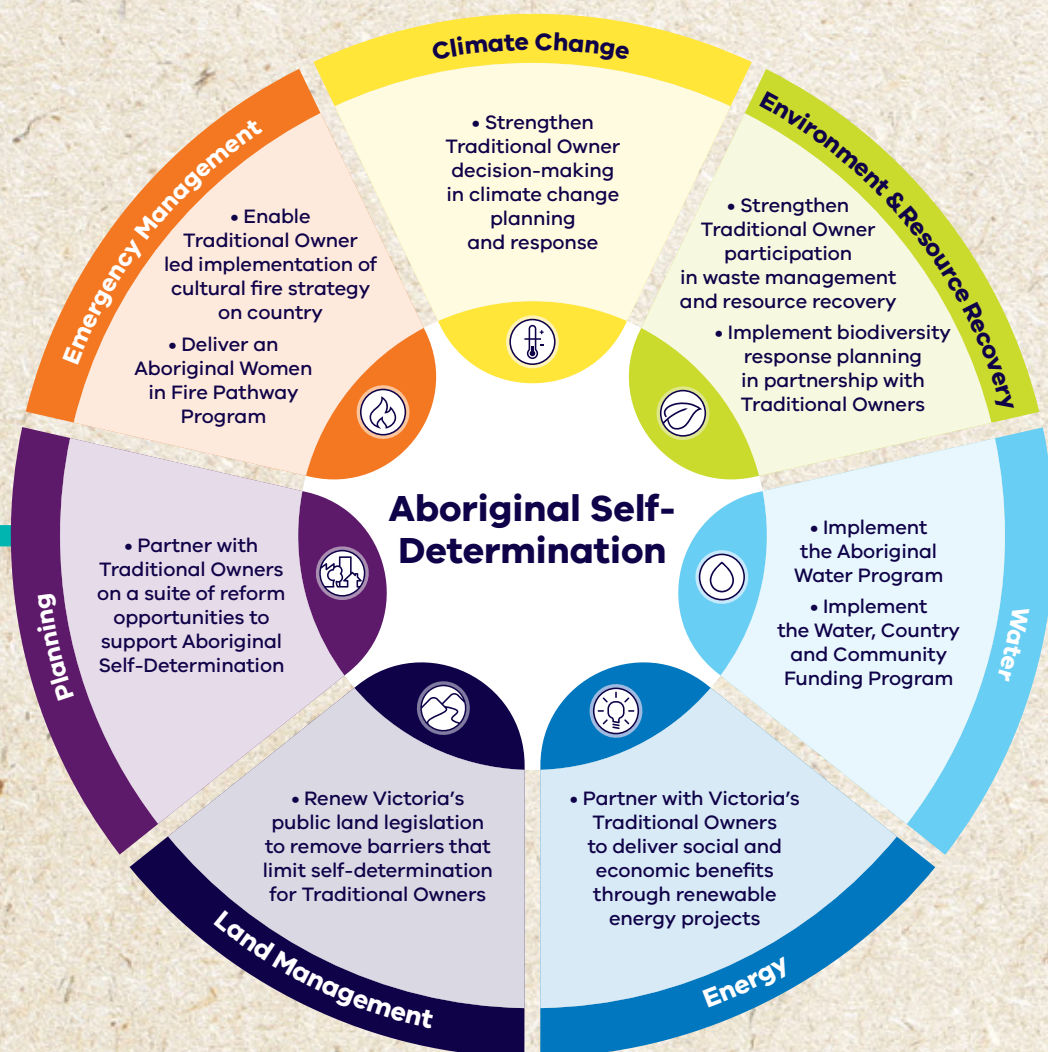 Climate Change
• Strengthen
Traditional Owner
decision-making
in climate change
planning
and response
Environment & Resource Recovery
• Strengthen
Traditional Owner
participation
in waste management
and resource recovery
• Implement biodiversity
response planning
in partnership with
Traditional Owners
Water
• Implement
the Aboriginal
Water Program
• Implement
the Water, Country
and Community
Funding Program
Energy
• Partner with Victoria's
Traditional Owners
to deliver social and
economic benefits
through renewable
energy projects
Land Management
• Renew Victoria's
public land legislation
to remove barriers that
limit self-determination
for Traditional Owners
Planning
• Partner with
Traditional Owners
on a suite of reform
opportunities to
support Aboriginal
Self-Determination
Emergency Management
• Enable
Traditional Owner
led implementation of
cultural fire strategy
on country
• Deliver an
Aboriginal Women
in Fire Pathway
Program
Aboriginal Self-
Determination